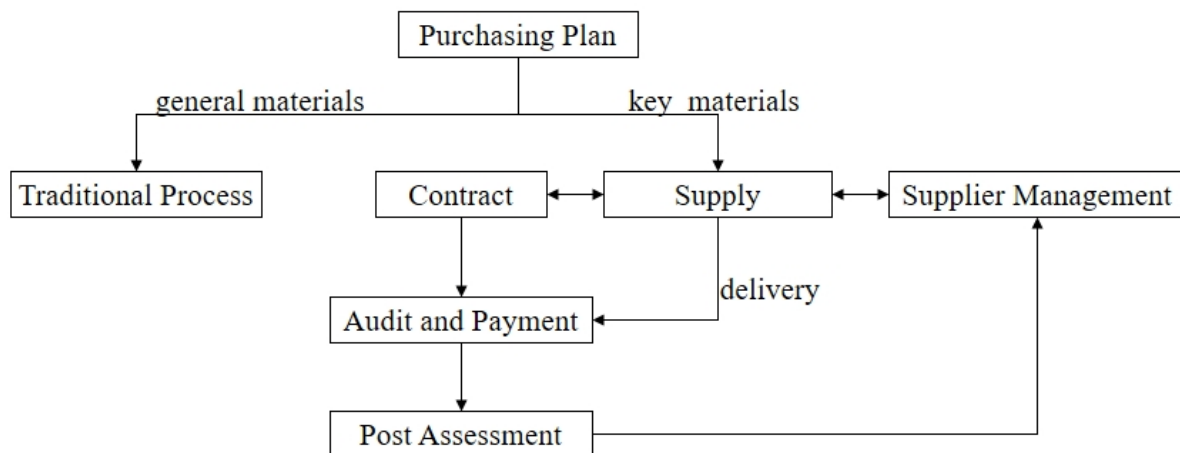 Purchasing Plan
general materials
key materials
Traditional Process
Contract
Supply
Supplier Management
delivery
Audit and Payment
Post Assessment